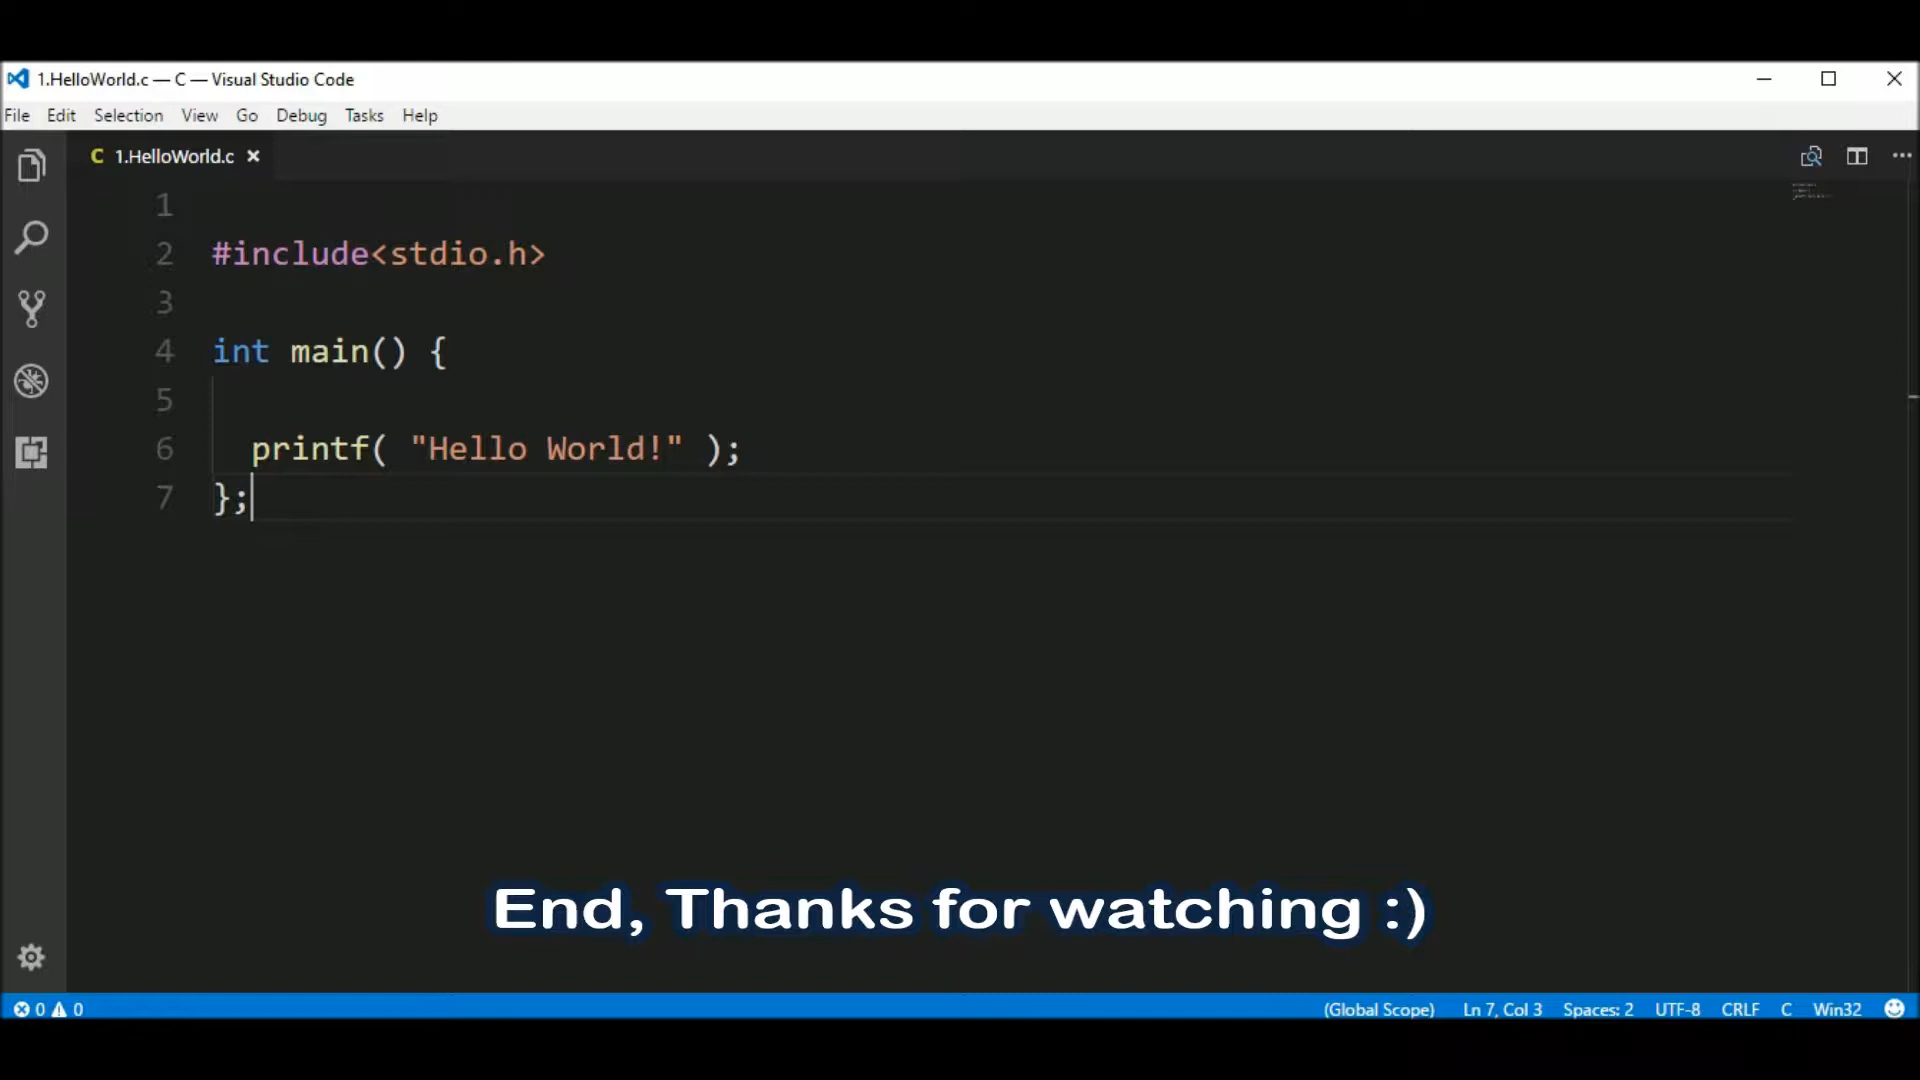 1.HelloWorld.c — C — Visual Studio Code
File Edit Selection View Go Debug Tasks Help
C 1.HelloWorld.c
1
2 #include<stdio.h>
3
4 int main() {
5
6 printf( "Hello World!" );
7 };
End, Thanks for watching :)
0 0 (Global Scope) Ln 7, Col 3 Spaces: 2 UTF-8 CRLF C Win32